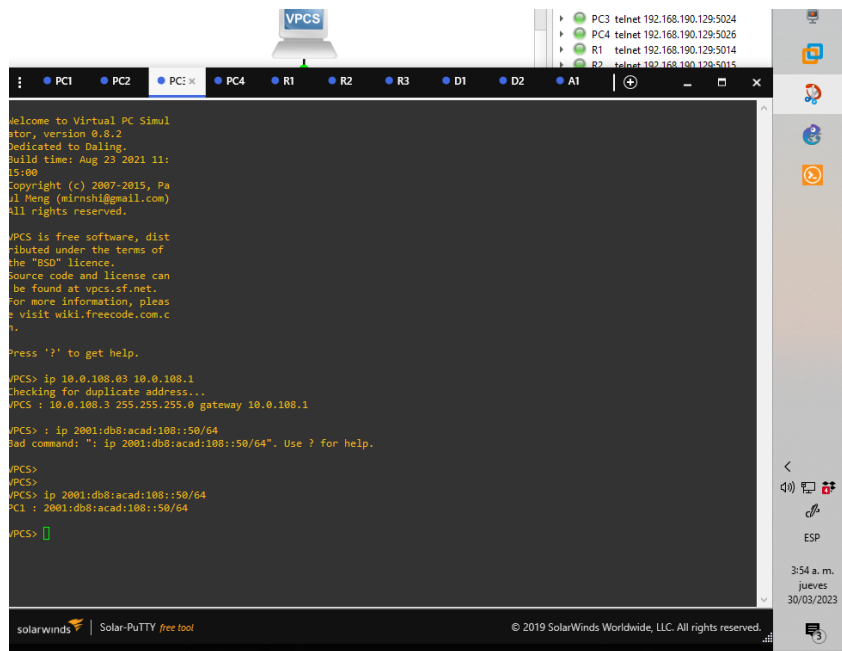 VPCS
PC3 telnet 192.168.190.129:5024
PC4 telnet 192.168.190.129:5026
R1 telnet 192.168.190.129:5014
R2 telnet 192.168.190.129:5015
PC1 PC2 PC3 PC4 R1 R2 R3 D1 D2 A1
Welcome to Virtual PC Simul
ator, version 0.8.2
Dedicated to Daling.
Build time: Aug 23 2021 11:
15:00
Copyright (c) 2007-2015, Pa
ul Meng (mirnshi@gmail.com)
All rights reserved.
VPCS is free software, dist
ributed under the terms of
the "BSD" licence.
Source code and license can
be found at vpcs.sf.net.
For more information, pleas
e visit wiki.freecode.com.c
n.
Press '?' to get help.
VPCS> ip 10.0.108.03 10.0.108.1
Checking for duplicate address...
VPCS : 10.0.108.3 255.255.255.0 gateway 10.0.108.1
VPCS> : ip 2001:db8:acad:108::50/64
Bad command: ": ip 2001:db8:acad:108::50/64". Use ? for help.
VPCS>
VPCS>
VPCS> ip 2001:db8:acad:108::50/64
PC1 : 2001:db8:acad:108::50/64
VPCS>
ESP
3:54 a. m.
jueves
30/03/2023
3
solarwinds | Solar-PuTTY free tool
© 2019 SolarWinds Worldwide, LLC. All rights reserved.